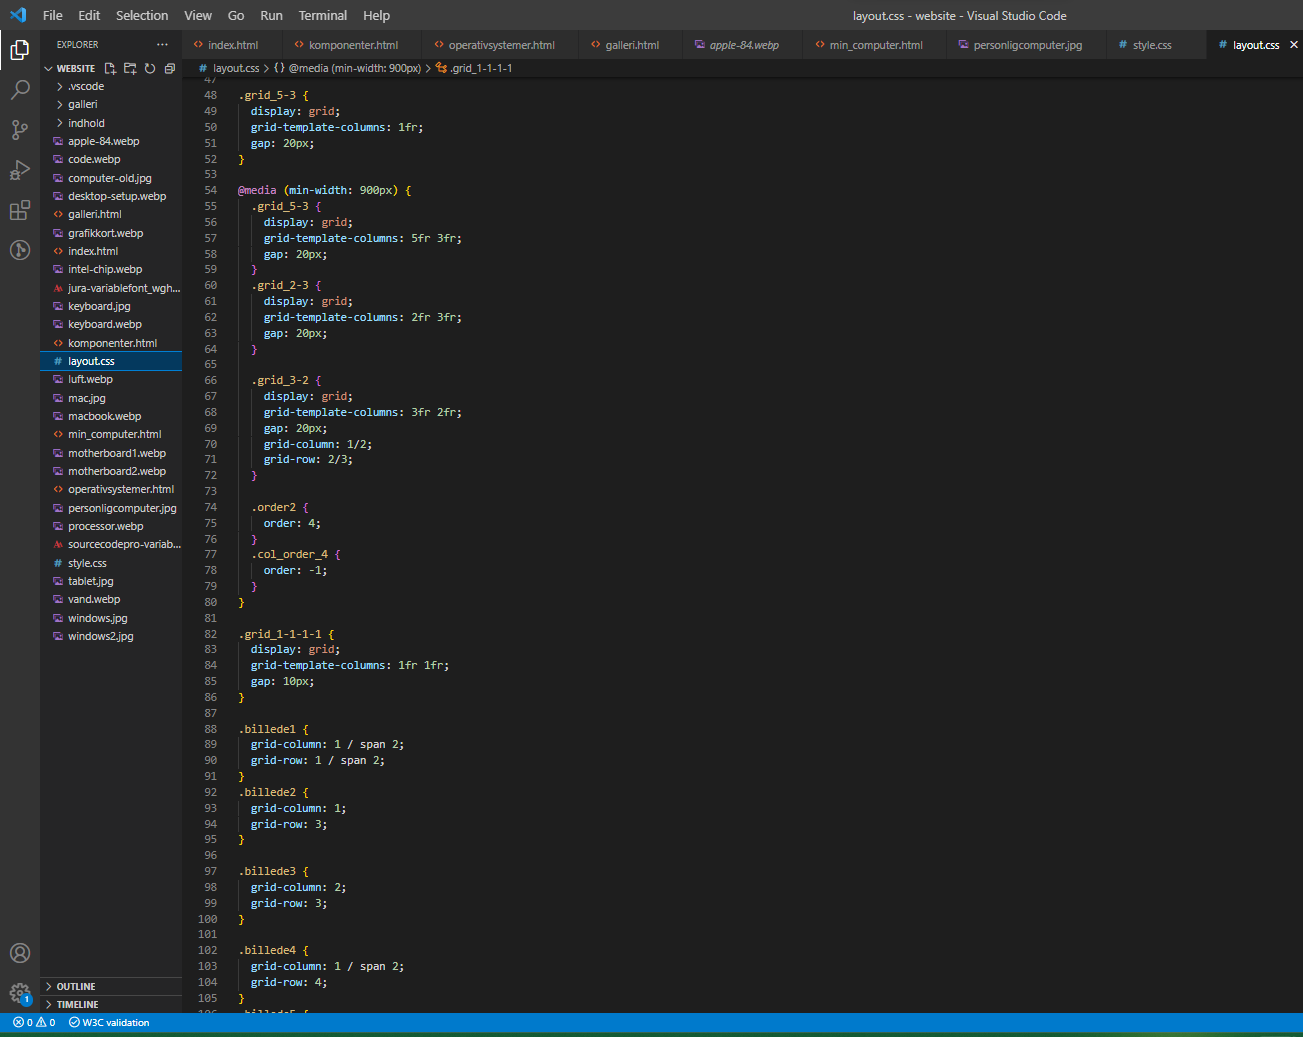 File Edit Selection View Go Run Terminal Help
layout.css - website - Visual Studio Code
EXPLORER
index.html komponenter.html operativsystemer.html galleri.html apple-84.webp min_computer.html personligcomputer.jpg style.css layout.css
WEBSITE
layout.css > {} @media (min-width: 900px) > .grid_1-1-1-1
.vscode
galleri
indhold
apple-84.webp
code.webp
computer-old.jpg
desktop-setup.webp
galleri.html
grafikkort.webp
index.html
intel-chip.webp
jura-variablefont_wgh...
keyboard.jpg
keyboard.webp
komponenter.html
layout.css
luft.webp
mac.jpg
macbook.webp
min_computer.html
motherboard1.webp
motherboard2.webp
operativsystemer.html
personligcomputer.jpg
processor.webp
sourcecodepro-variab...
style.css
tablet.jpg
vand.webp
windows.jpg
windows2.jpg
OUTLINE
TIMELINE
47
48 .grid_5-3 {
49 display: grid;
50 grid-template-columns: 1fr;
51 gap: 20px;
52 }
53
54 @media (min-width: 900px) {
55 .grid_5-3 {
56 display: grid;
57 grid-template-columns: 5fr 3fr;
58 gap: 20px;
59 }
60 .grid_2-3 {
61 display: grid;
62 grid-template-columns: 2fr 3fr;
63 gap: 20px;
64 }
65
66 .grid_3-2 {
67 display: grid;
68 grid-template-columns: 3fr 2fr;
69 gap: 20px;
70 grid-column: 1/2;
71 grid-row: 2/3;
72 }
73
74 .order2 {
75 order: 4;
76 }
77 .col_order_4 {
78 order: -1;
79 }
80 }
81
82 .grid_1-1-1-1 {
83 display: grid;
84 grid-template-columns: 1fr 1fr;
85 gap: 10px;
86 }
87
88 .billede1 {
89 grid-column: 1 / span 2;
90 grid-row: 1 / span 2;
91 }
92 .billede2 {
93 grid-column: 1;
94 grid-row: 3;
95 }
96
97 .billede3 {
98 grid-column: 2;
99 grid-row: 3;
100 }
101
102 .billede4 {
103 grid-column: 1 / span 2;
104 grid-row: 4;
105 }
1
0 0 W3C validation